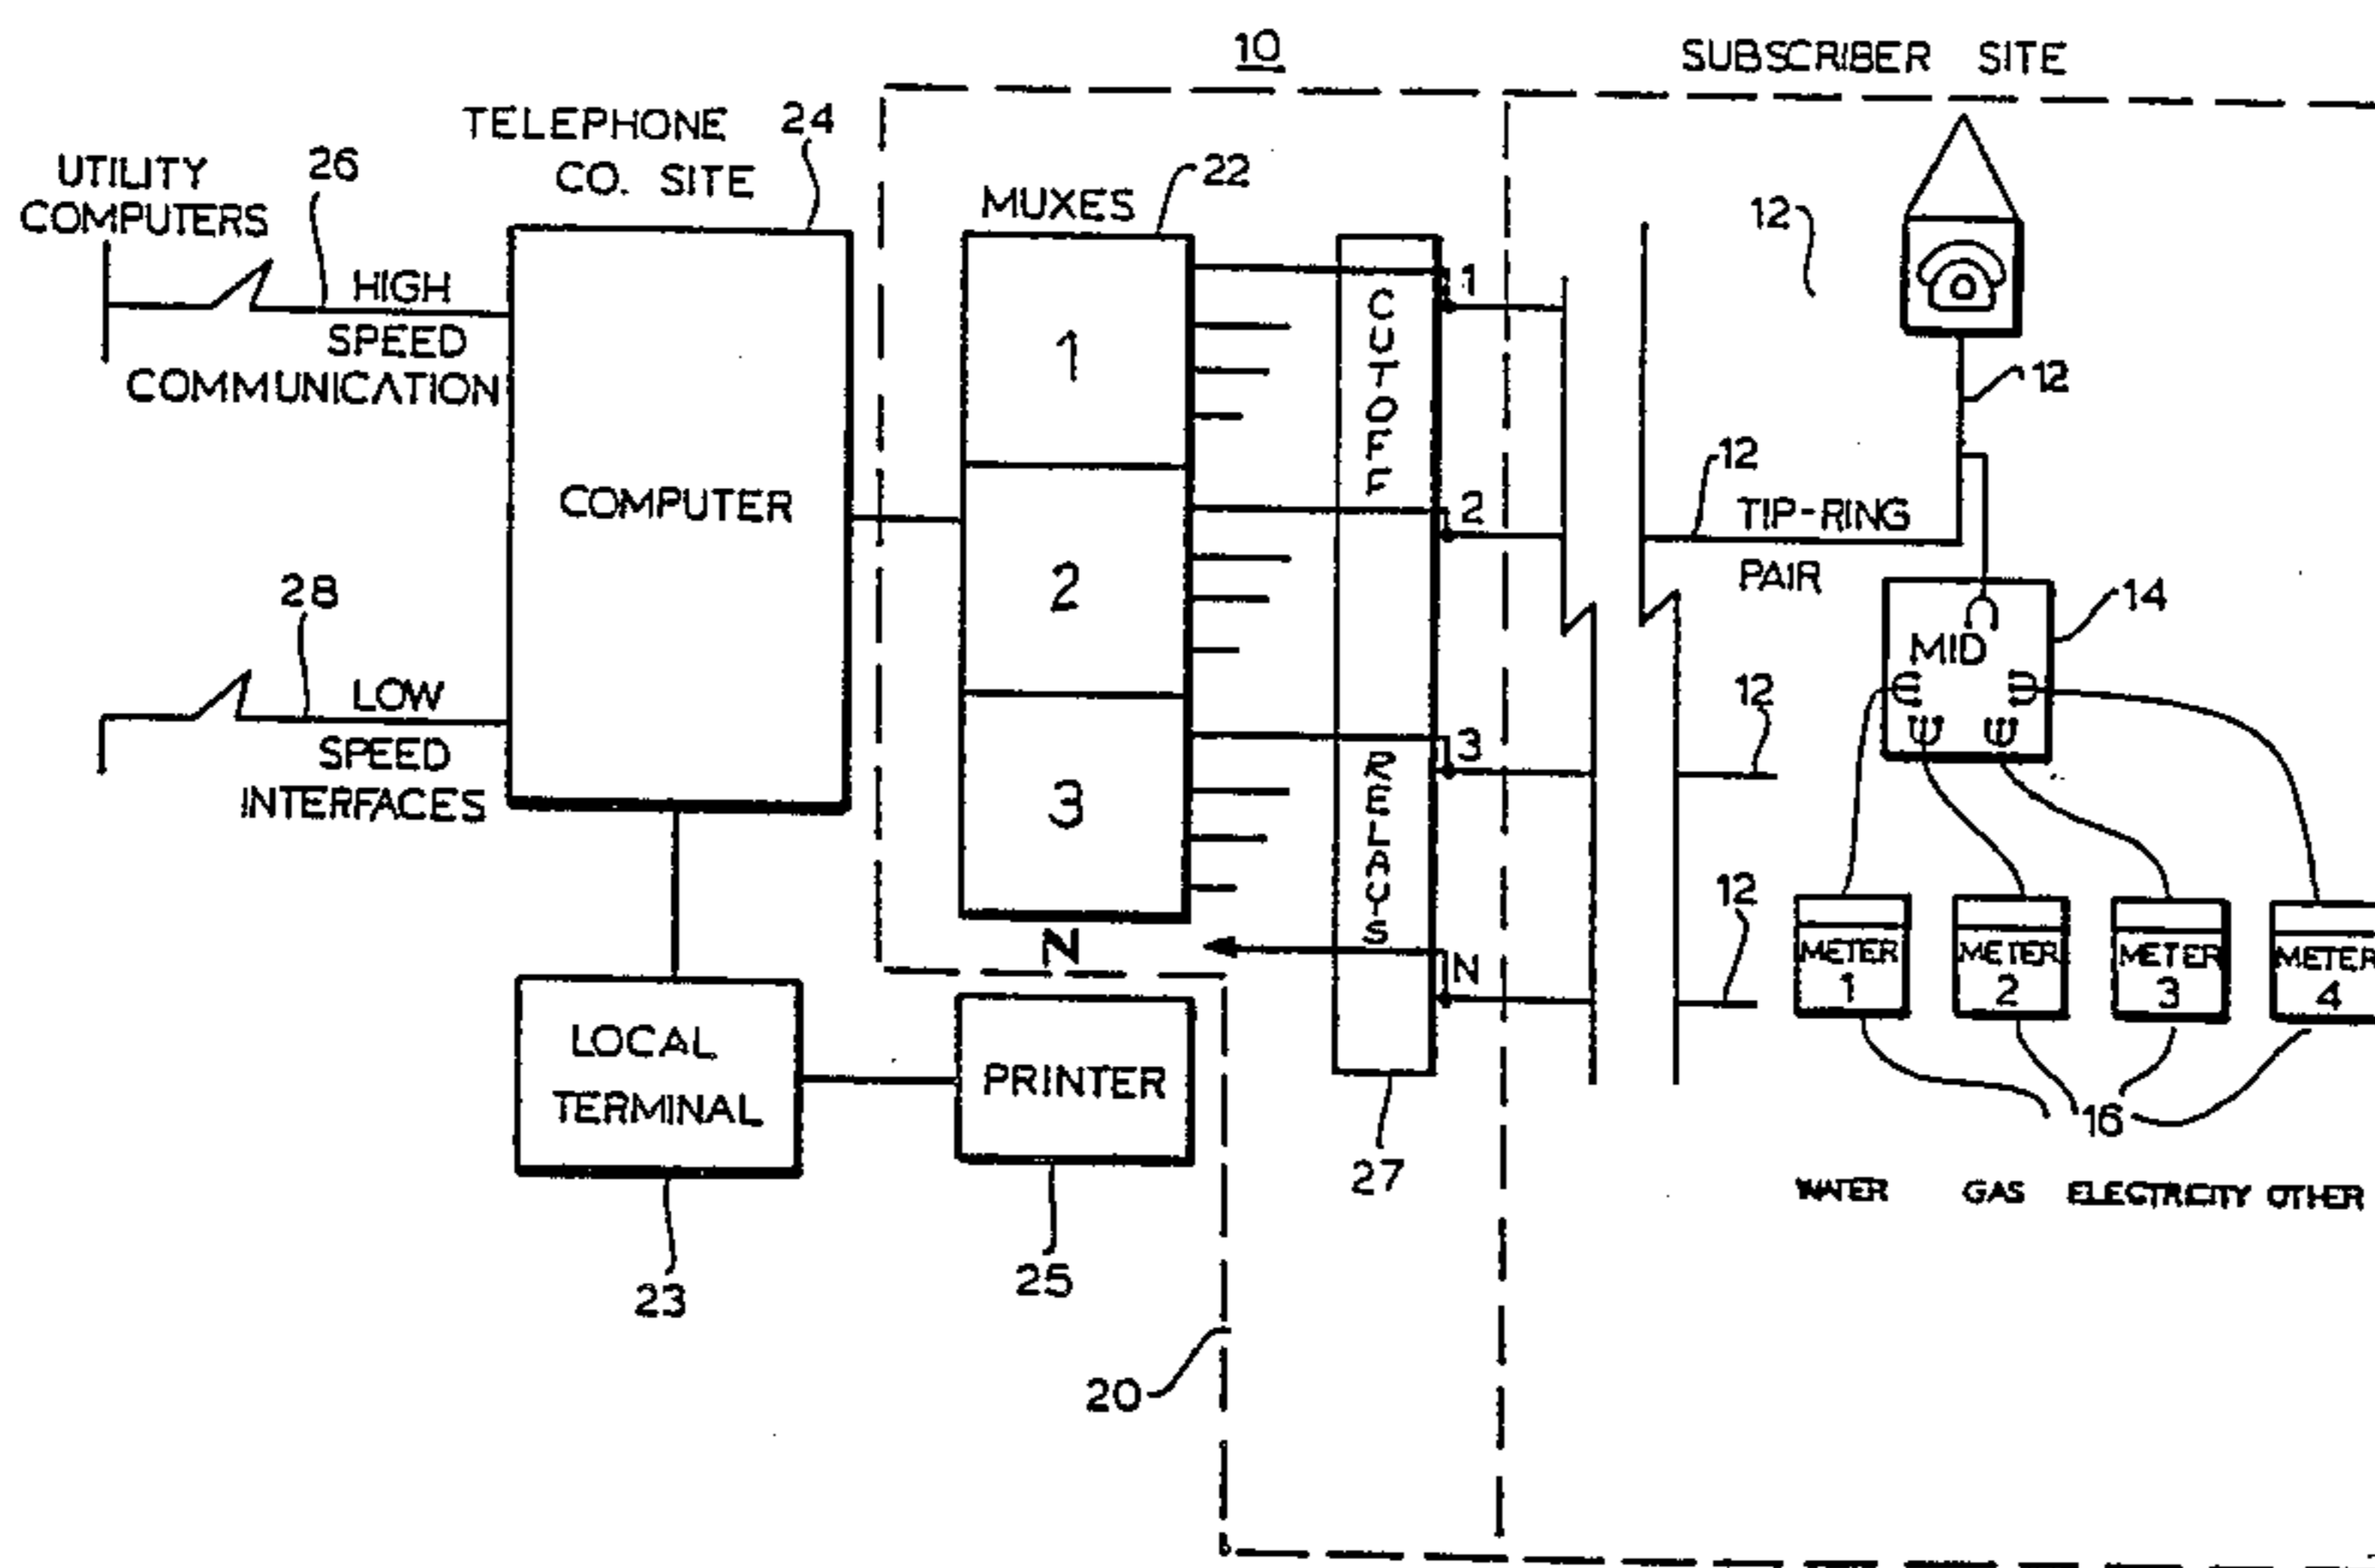 10
SUBSCRIBER SITE
TELEPHONE
CO. SITE
24
UTILITY
COMPUTERS
26
HIGH
SPEED
COMMUNICATION
MUXES
22
12
12
1
1
CUTOFF
COMPUTER
2
2
12
TIP-RING
PAIR
14
MID
28
LOW
SPEED
INTERFACES
3
3
RELAYS
12
12
N
N
METER
1
METER
2
METER
3
METER
4
LOCAL
TERMINAL
PRINTER
16
27
WATER GAS ELECTRICITY OTHER
23
25
20